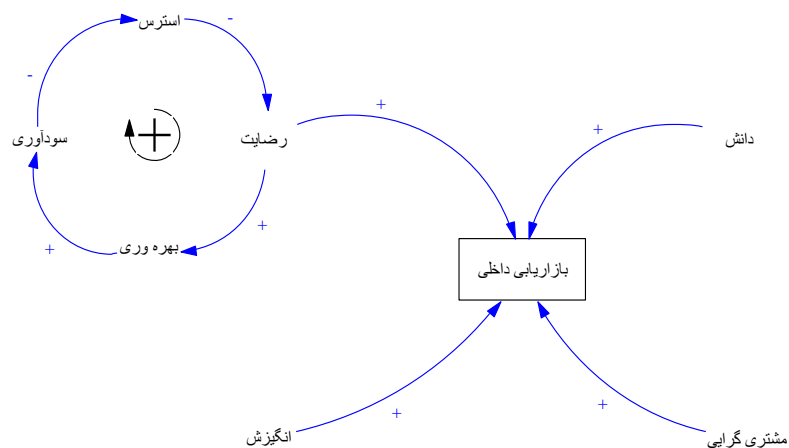 استرس
-
-
+
سودآوری
+
رضایت
+
دانش
+
بهره وری
+
بازاریابی داخلی
+
+
انگیزش
مشتری گرایی